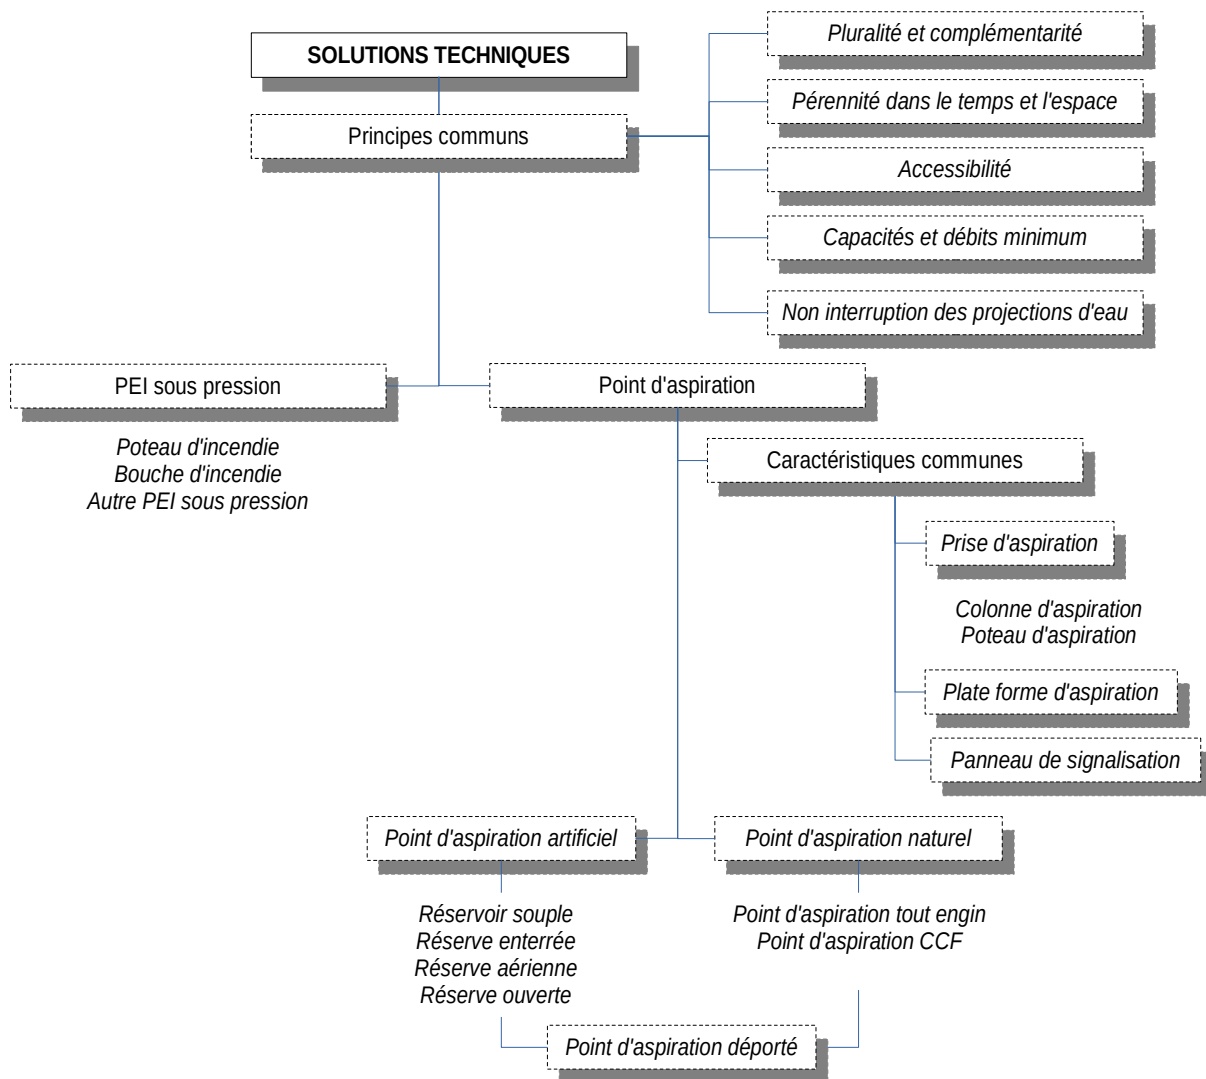 SOLUTIONS TECHNIQUES
Principes communs
Pluralité et complémentarité
Pérennité dans le temps et l'espace
Accessibilité
Capacités et débits minimum
Non interruption des projections d'eau
PEI sous pression
Poteau d'incendie
Bouche d'incendie
Autre PEI sous pression
Point d'aspiration
Caractéristiques communes
Prise d'aspiration
Colonne d'aspiration
Poteau d'aspiration
Plate forme d'aspiration
Panneau de signalisation
Point d'aspiration artificiel
Réservoir souple
Réserve enterrée
Réserve aérienne
Réserve ouverte
Point d'aspiration naturel
Point d'aspiration tout engin
Point d'aspiration CCF
Point d'aspiration déporté